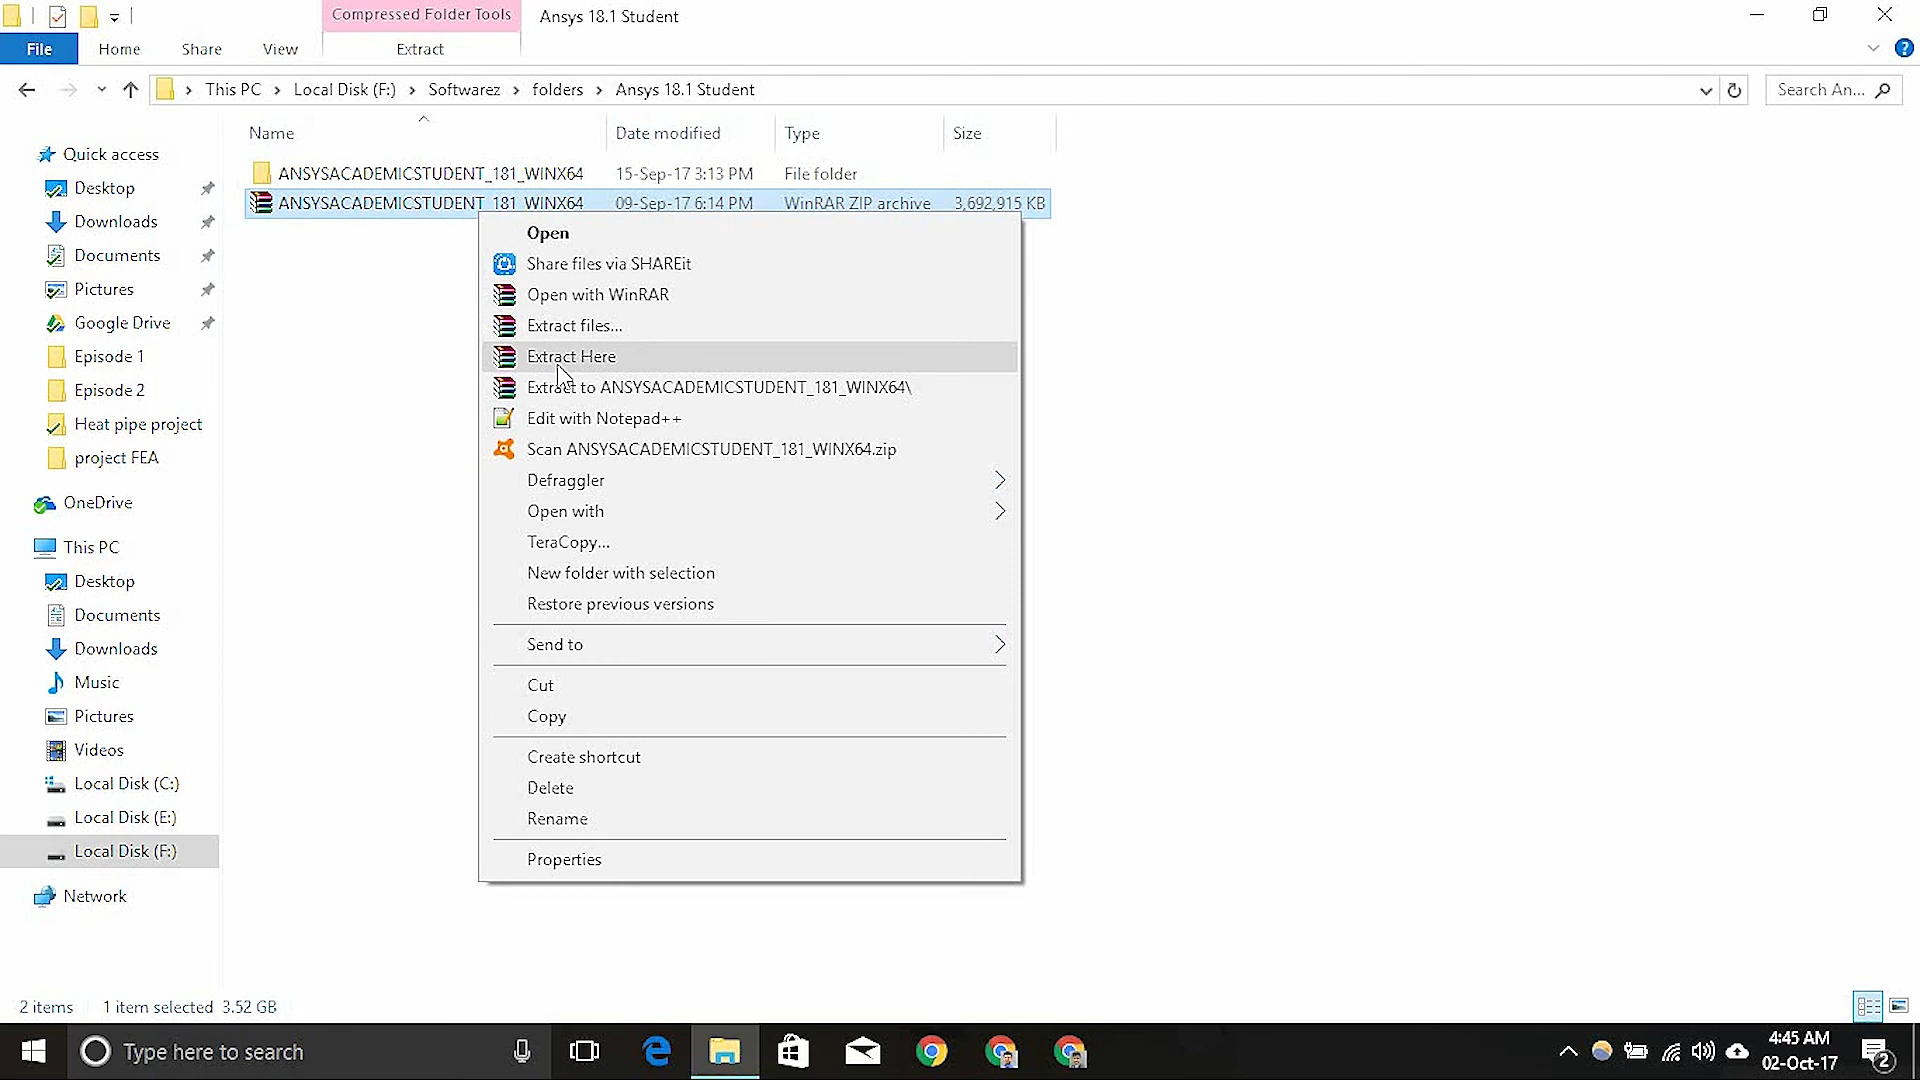 Compressed Folder Tools
Ansys 18.1 Student
File
Home
Share
View
Extract
This PC
Local Disk (F:)
Softwarez
folders
Ansys 18.1 Student
Search An...
Name
Date modified
Type
Size
ANSYSACADEMICSTUDENT_181_WINX64
15-Sep-17 3:13 PM
File folder
ANSYSACADEMICSTUDENT_181_WINX64
09-Sep-17 6:14 PM
WinRAR ZIP archive
3,692,915 KB
Quick access
Desktop
Downloads
Documents
Pictures
Google Drive
Episode 1
Episode 2
Heat pipe project
project FEA
OneDrive
This PC
Desktop
Documents
Downloads
Music
Pictures
Videos
Local Disk (C:)
Local Disk (E:)
Local Disk (F:)
Network
Open
Share files via SHAREit
Open with WinRAR
Extract files...
Extract Here
Extract to ANSYSACADEMICSTUDENT_181_WINX64\
Edit with Notepad++
Scan ANSYSACADEMICSTUDENT_181_WINX64.zip
Defraggler
Open with
TeraCopy...
New folder with selection
Restore previous versions
Send to
Cut
Copy
Create shortcut
Delete
Rename
Properties
2 items
1 item selected 3.52 GB
Type here to search
4:45 AM
02-Oct-17
2